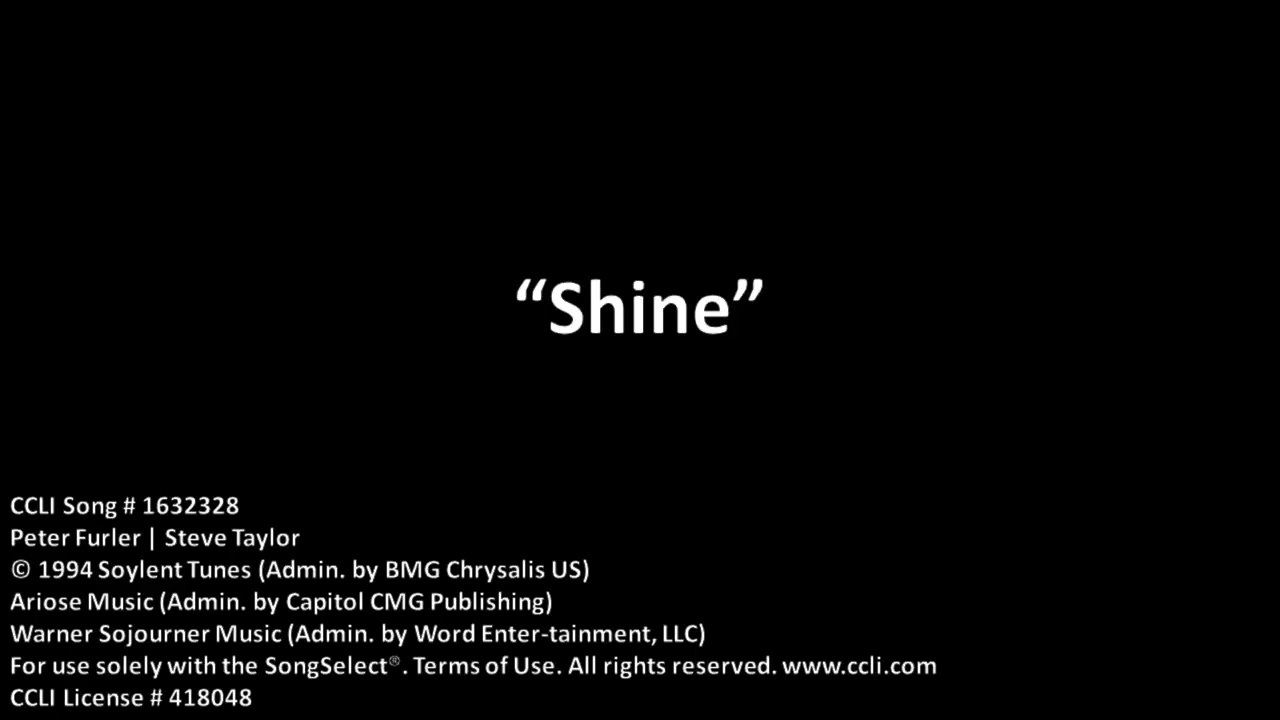 “Shine”
CCLI Song # 1632328
Peter Furler | Steve Taylor
© 1994 Soylent Tunes (Admin. by BMG Chrysalis US)
Ariose Music (Admin. by Capitol CMG Publishing)
Warner Sojourner Music (Admin. by Word Enter-tainment, LLC)
For use solely with the SongSelect®. Terms of Use. All rights reserved. www.ccli.com
CCLI License # 418048